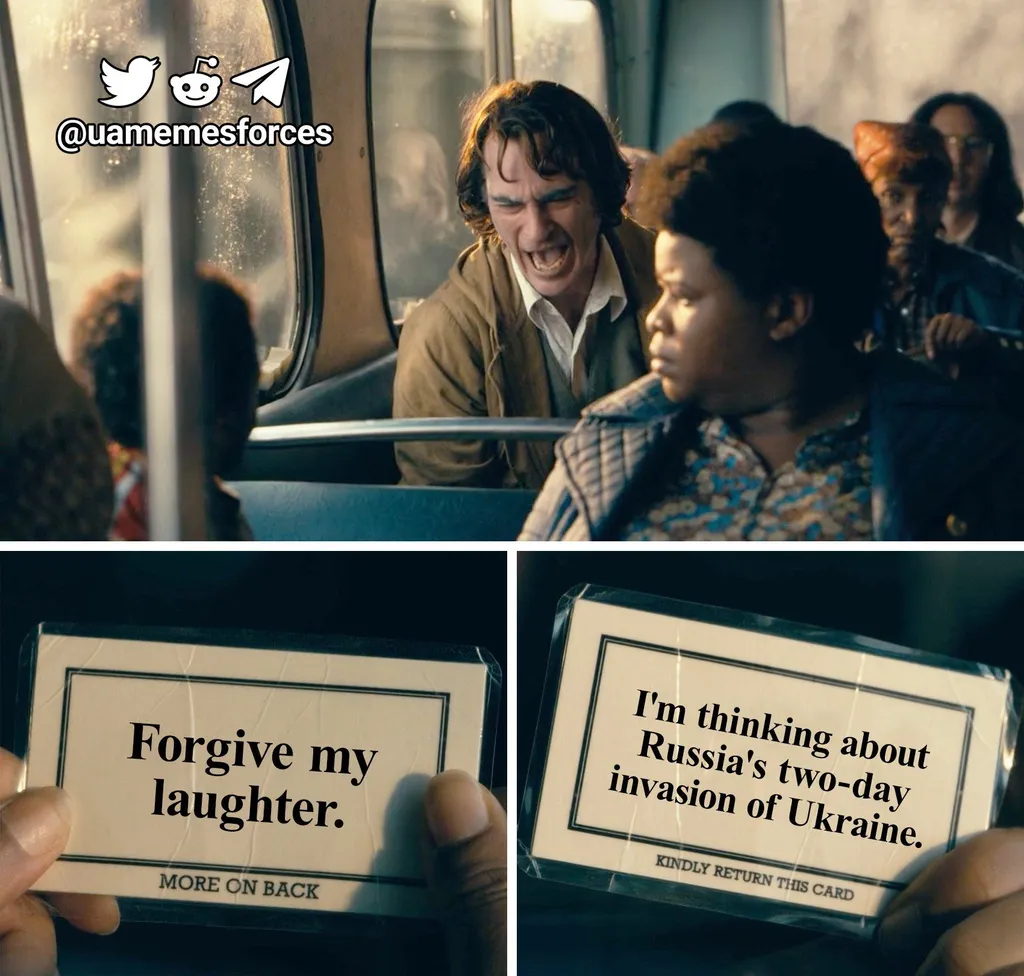 @uamemesforces
Forgive my
laughter.
MORE ON BACK
I'm thinking about
Russia's two-day
invasion of Ukraine.
KINDLY RETURN THIS CARD